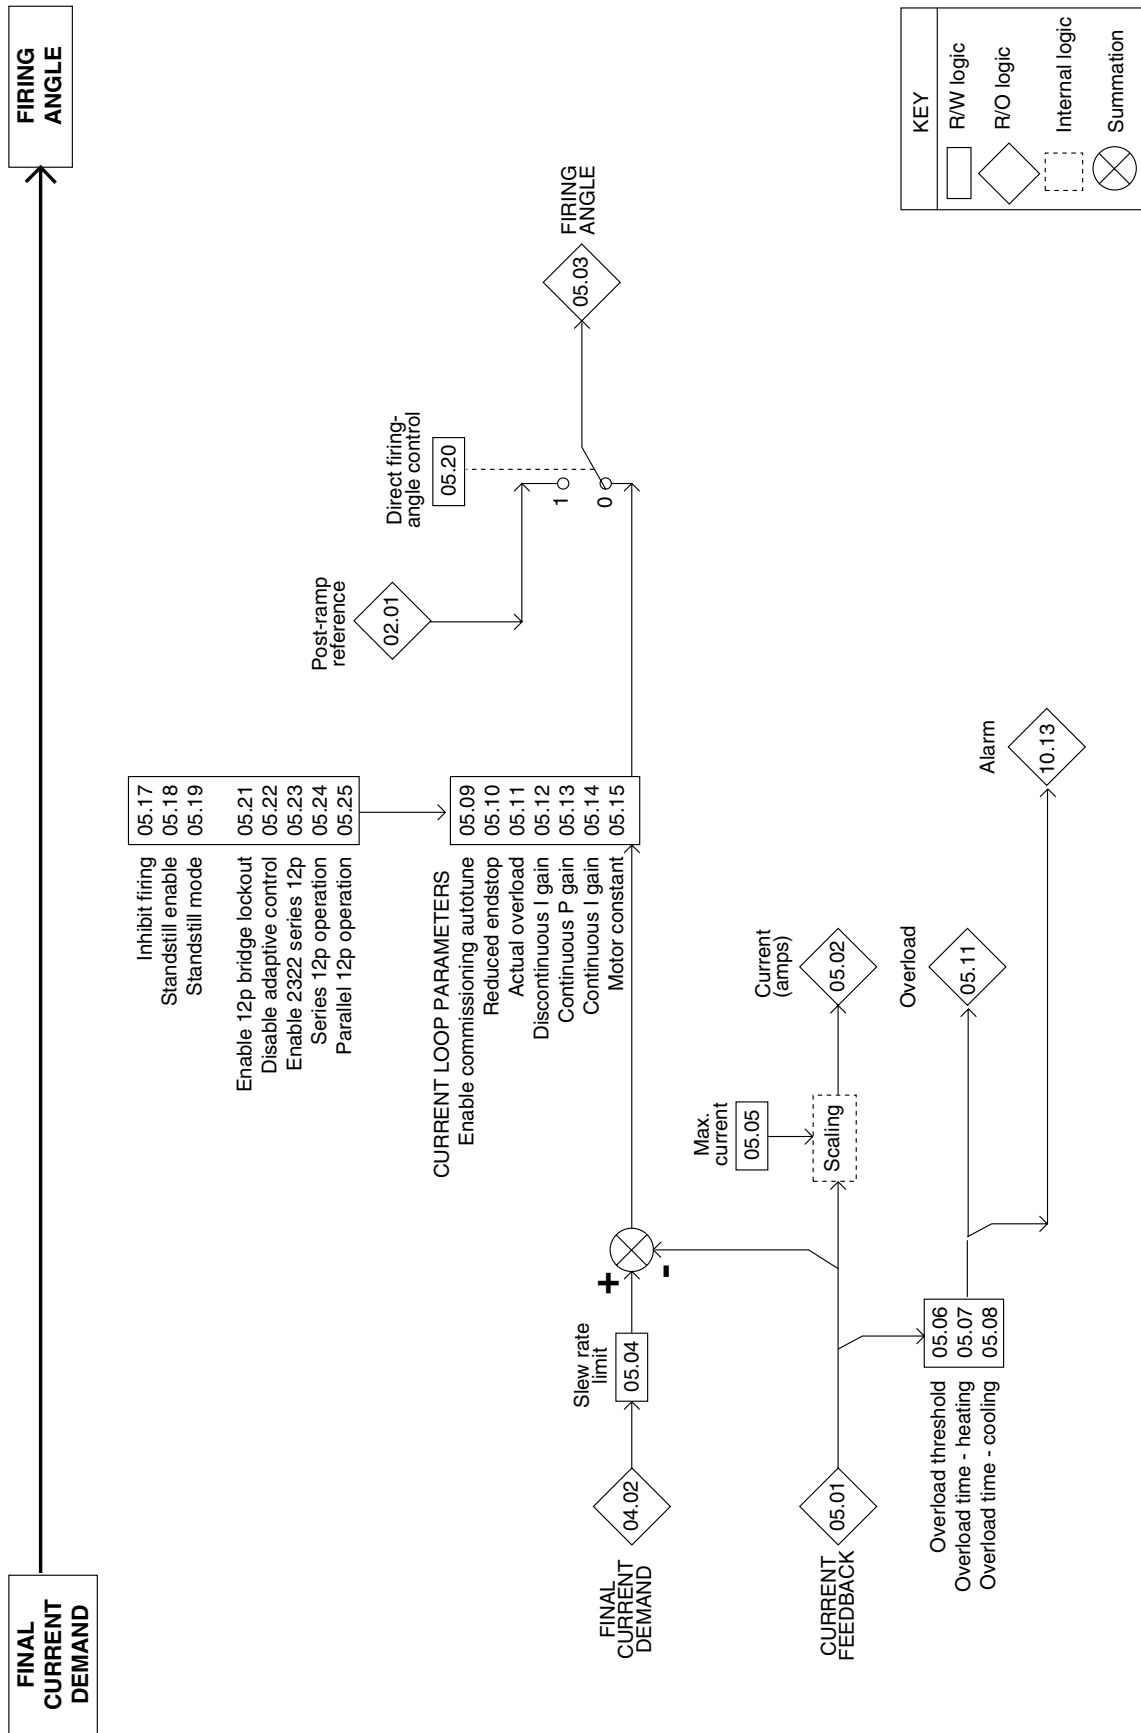 FINAL
CURRENT
DEMAND
FIRING
ANGLE
Inhibit firing 05.17
Standstill enable 05.18
Standstill mode 05.19
Enable 12p bridge lockout 05.21
Disable adaptive control 05.22
Enable 2322 series 12p 05.23
Series 12p operation 05.24
Parallel 12p operation 05.25
Post-ramp
reference
02.01
Direct firing-
angle control
05.20
CURRENT LOOP PARAMETERS
Enable commissioning autotune 05.09
Reduced endstop 05.10
Actual overload 05.11
Discontinuous I gain 05.12
Continuous P gain 05.13
Continuous I gain 05.14
Motor constant 05.15
1
0
FIRING
ANGLE
05.03
FINAL
CURRENT
DEMAND
04.02
Slew rate
limit
05.04
+
-
Max.
current
05.05
CURRENT
FEEDBACK
05.01
Scaling
Current
(amps)
05.02
Overload threshold 05.06
Overload time - heating 05.07
Overload time - cooling 05.08
Overload
05.11
Alarm
10.13
KEY
R/W logic
R/O logic
Internal logic
Summation